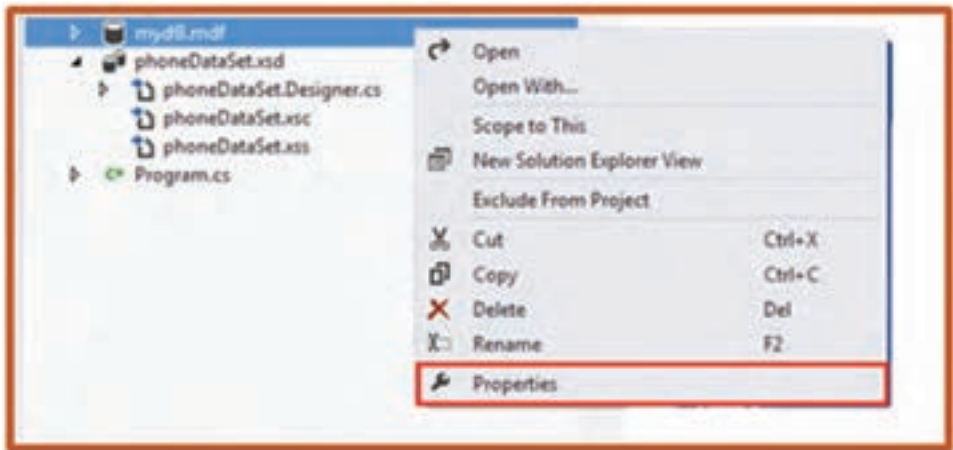 mydB.mdf
phoneDataSet.xsd
phoneDataSet.Designer.cs
phoneDataSet.xsc
phoneDataSet.xss
C# Program.cs
Open
Open With...
Scope to This
New Solution Explorer View
Exclude From Project
Cut Ctrl+X
Copy Ctrl+C
Delete Del
Rename F2
Properties